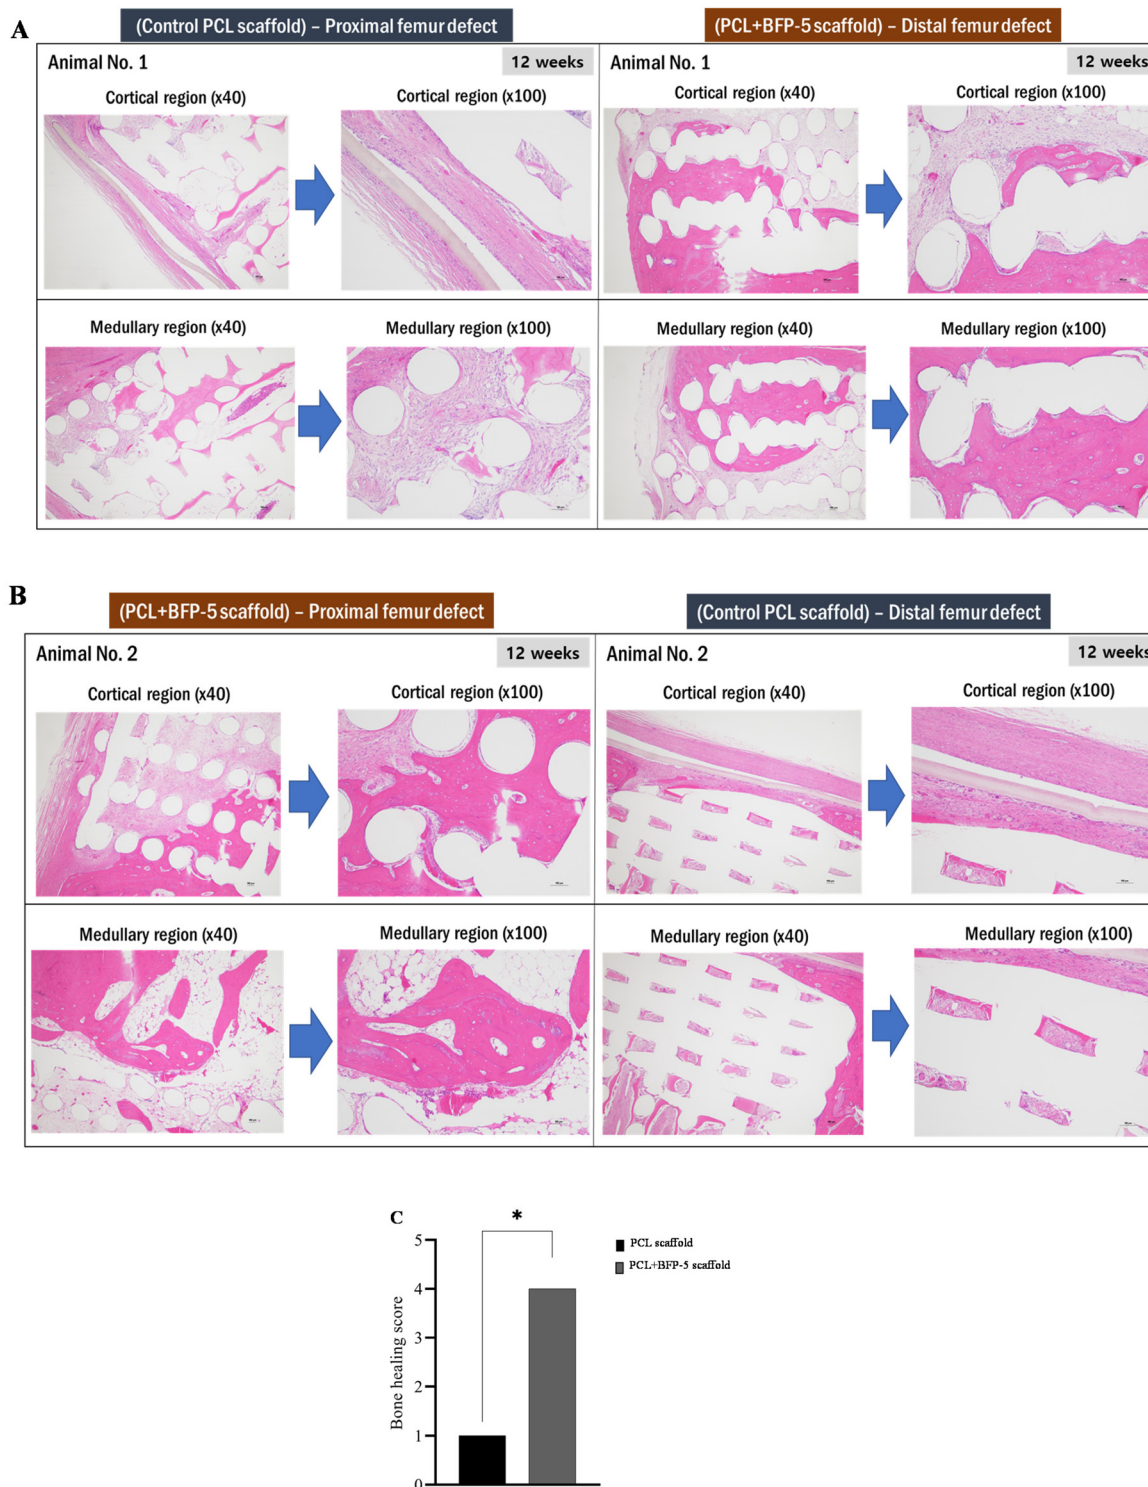 A
(Control PCL scaffold) – Proximal femur defect
(PCL+BFP-5 scaffold) – Distal femur defect
Animal No. 1
12 weeks
Animal No. 1
12 weeks
Cortical region (x40)
Cortical region (x100)
Cortical region (x40)
Cortical region (x100)
Medullary region (x40)
Medullary region (x100)
Medullary region (x40)
Medullary region (x100)
B
(PCL+BFP-5 scaffold) – Proximal femur defect
(Control PCL scaffold) – Distal femur defect
Animal No. 2
12 weeks
Animal No. 2
12 weeks
Cortical region (x40)
Cortical region (x100)
Cortical region (x40)
Cortical region (x100)
Medullary region (x40)
Medullary region (x100)
Medullary region (x40)
Medullary region (x100)
C
*
PCL scaffold
PCL+BFP-5 scaffold
Bone healing score
5
4
3
2
1
0